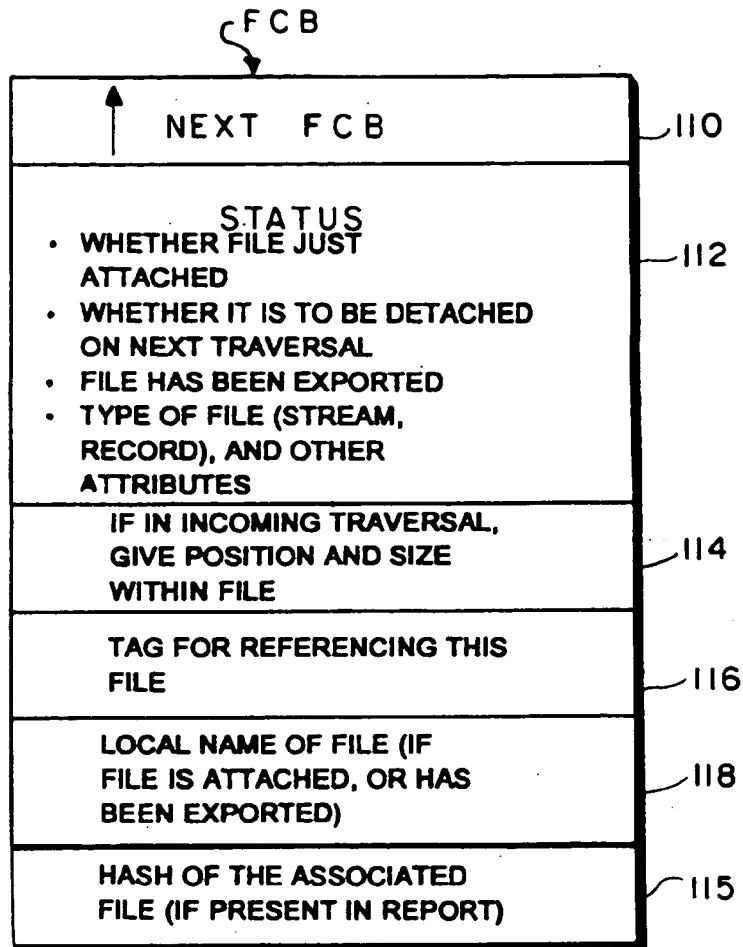 FCB
NEXT FCB
110
STATUS
112
• WHETHER FILE JUST
ATTACHED
• WHETHER IT IS TO BE DETACHED
ON NEXT TRAVERSAL
• FILE HAS BEEN EXPORTED
• TYPE OF FILE (STREAM,
RECORD), AND OTHER
ATTRIBUTES
IF IN INCOMING TRAVERSAL,
GIVE POSITION AND SIZE
WITHIN FILE
114
TAG FOR REFERENCING THIS
FILE
116
LOCAL NAME OF FILE (IF
FILE IS ATTACHED, OR HAS
BEEN EXPORTED)
118
HASH OF THE ASSOCIATED
FILE (IF PRESENT IN REPORT)
115